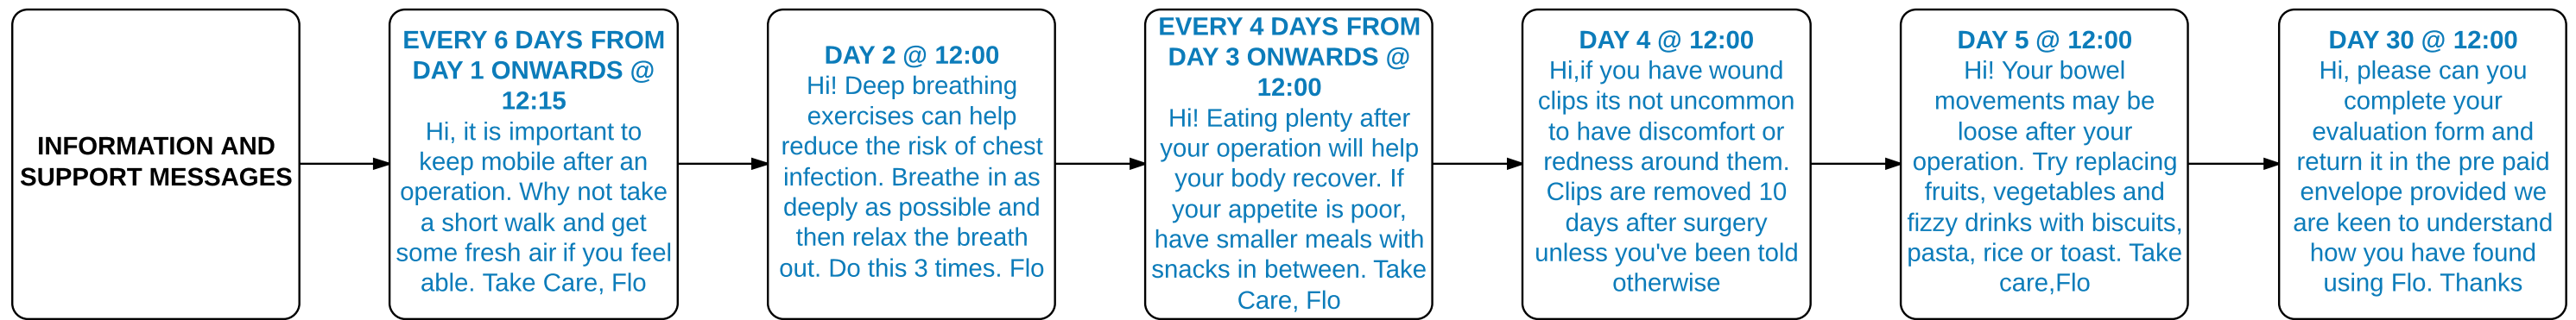 INFORMATION AND
SUPPORT MESSAGES
EVERY 6 DAYS FROM
DAY 1 ONWARDS @
12:15
Hi, it is important to
keep mobile after an
operation. Why not take
a short walk and get
some fresh air if you feel
able. Take Care, Flo
DAY 2 @ 12:00
Hi! Deep breathing
exercises can help
reduce the risk of chest
infection. Breathe in as
deeply as possible and
then relax the breath
out. Do this 3 times. Flo
EVERY 4 DAYS FROM
DAY 3 ONWARDS @
12:00
Hi! Eating plenty after
your operation will help
your body recover. If
your appetite is poor,
have smaller meals with
snacks in between. Take
Care, Flo
DAY 4 @ 12:00
Hi,if you have wound
clips its not uncommon
to have discomfort or
redness around them.
Clips are removed 10
days after surgery
unless you've been told
otherwise
DAY 5 @ 12:00
Hi! Your bowel
movements may be
loose after your
operation. Try replacing
fruits, vegetables and
fizzy drinks with biscuits,
pasta, rice or toast. Take
care,Flo
DAY 30 @ 12:00
Hi, please can you
complete your
evaluation form and
return it in the pre paid
envelope provided we
are keen to understand
how you have found
using Flo. Thanks